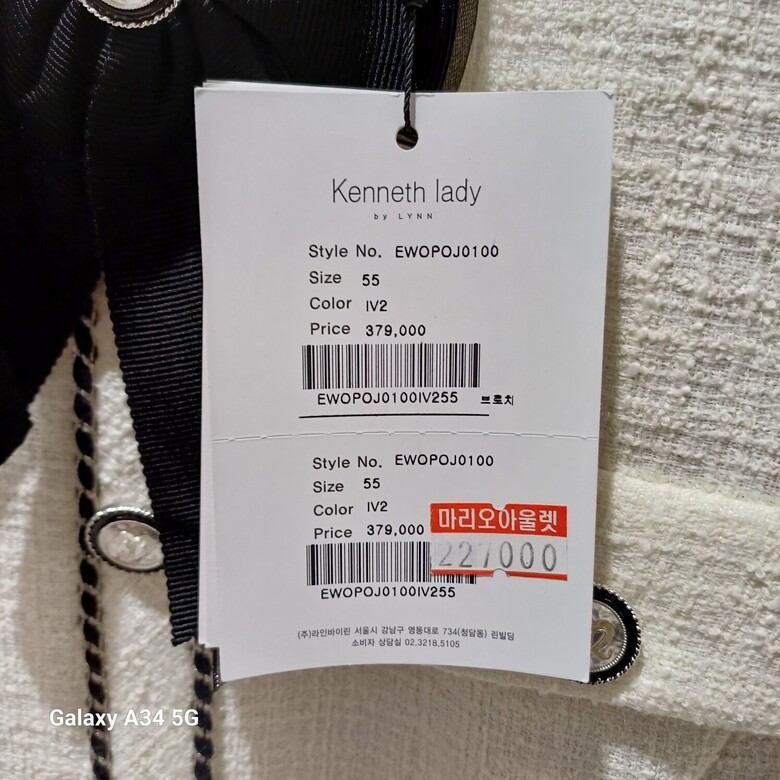 Kenneth lady
by LYNN
Style No. EWOPOJ0100
Size 55
Color IV2
Price 379,000
EWOPOJ0100IV255 브로치
Style No. EWOPOJ0100
Size 55
Color IV2
마리오아울렛
Price 379,000
227000
EWOPOJ0100IV255
(주)라인바이린 서울시 강남구 영동대로 734(청담동) 린빌딩
소비자 상담실 02.3218.5105
Galaxy A34 5G